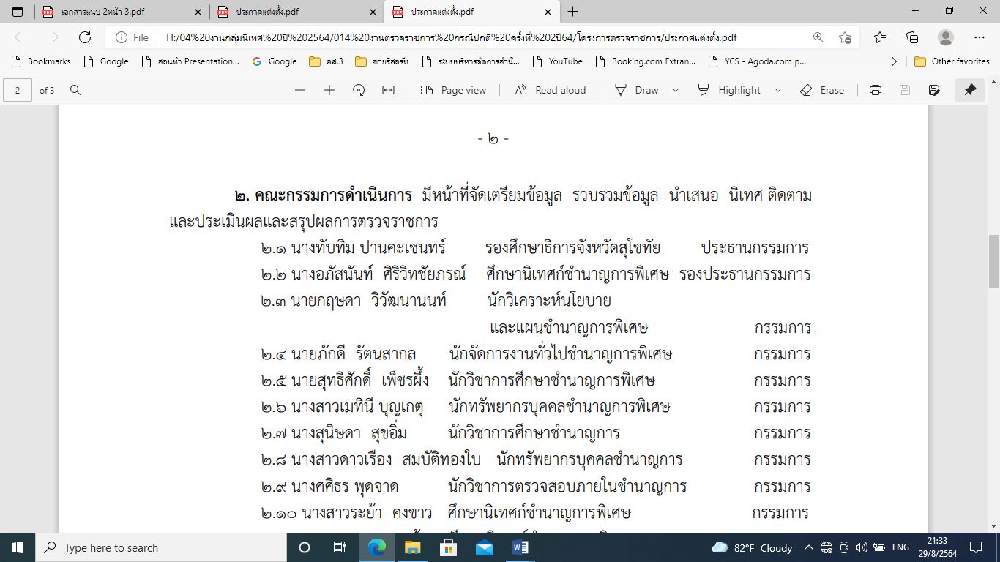 เอกสารแนบ 2หน้า 3.pdf
ประกาศแต่งตั้ง.pdf
ประกาศแต่งตั้ง.pdf
File H:/04%20งานกลุ่มนิเทศ%20ปี%202564/014%20งานตรวจราชการ%20กรณีปกติ%20ครั้งที่%202ปี64/โครงการตรวจราชการ/ประกาศแต่งตั้ง.pdf
Bookmarks Google สอนทำ Presentation... Google คศ.3 ขายรีสอร์ท ระบบบริหารจัดการสำนั... YouTube Booking.com Extran... YCS - Agoda.com p... Other favorites
2 of 3 Page view Read aloud Draw Highlight Erase
- ๒ -
๒. คณะกรรมการดำเนินการ มีหน้าที่จัดเตรียมข้อมูล รวบรวมข้อมูล นำเสนอ นิเทศ ติดตาม
และประเมินผลและสรุปผลการตรวจราชการ
๒.๑ นางทับทิม ปานคะเชนทร์ รองศึกษาธิการจังหวัดสุโขทัย ประธานกรรมการ
๒.๒ นางอภัสนันท์ ศิริวิทชัยภรณ์ ศึกษานิเทศก์ชำนาญการพิเศษ รองประธานกรรมการ
๒.๓ นายกฤษดา วิวัฒนานนท์ นักวิเคราะห์นโยบาย
และแผนชำนาญการพิเศษ กรรมการ
๒.๔ นายภักดี รัตนสากล นักจัดการงานทั่วไปชำนาญการพิเศษ กรรมการ
๒.๕ นายสุทธิศักดิ์ เพ็ชรผึ้ง นักวิชาการศึกษาชำนาญการพิเศษ กรรมการ
๒.๖ นางสาวเมทินี บุญเกตุ นักทรัพยากรบุคคลชำนาญการพิเศษ กรรมการ
๒.๗ นางสุนิษดา สุขอิ่ม นักวิชาการศึกษาชำนาญการ กรรมการ
๒.๘ นางสาวดาวเรือง สมบัติทองใบ นักทรัพยากรบุคคลชำนาญการ กรรมการ
๒.๙ นางศศิธร พุดจาด นักวิชาการตรวจสอบภายในชำนาญการ กรรมการ
๒.๑๐ นางสาวระย้า คงขาว ศึกษานิเทศก์ชำนาญการพิเศษ กรรมการ
Type here to search 82°F Cloudy ENG 21:33
29/8/2564